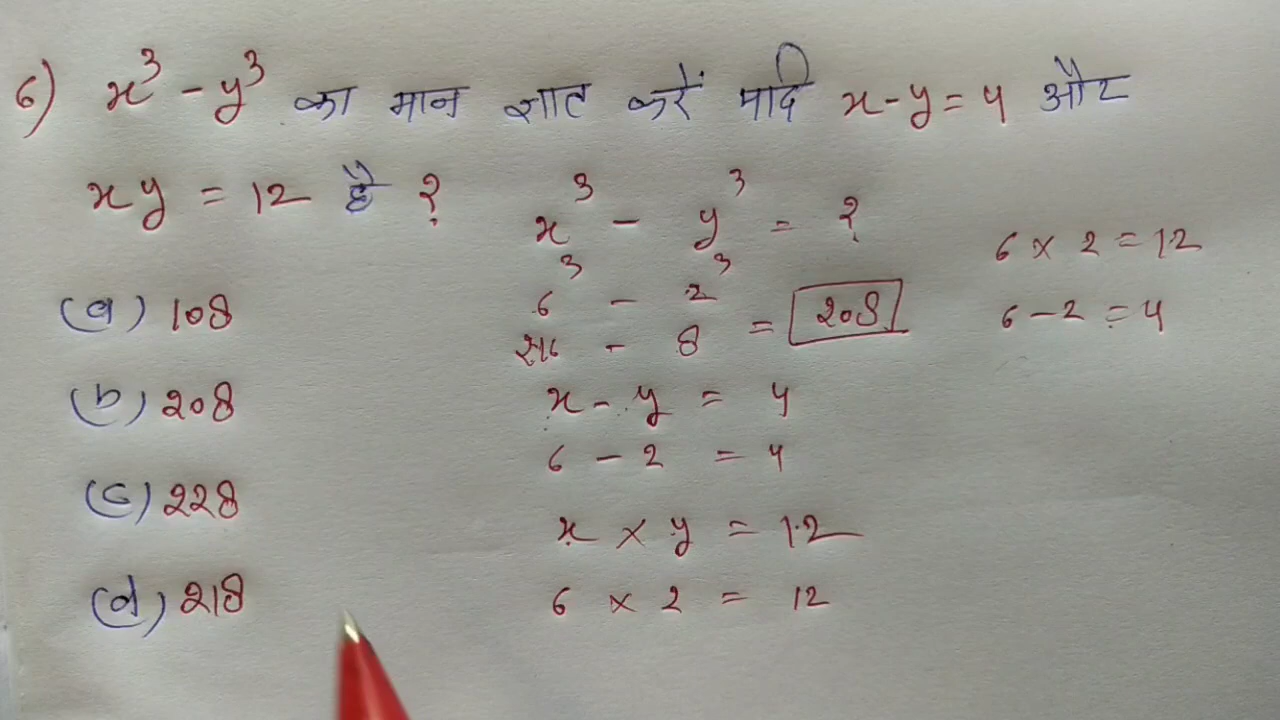 6) x³ - y³ का मान ज्ञात करें यदि x - y = 4 और
xy = 12 है ?
(a) 108
(b) 208
(c) 228
(d) 218
x³ - y³ = ?
6³ - 2³
216 - 8 = 208
x - y = 4
6 - 2 = 4
x × y = 12
6 × 2 = 12
6 × 2 = 12
6 - 2 = 4